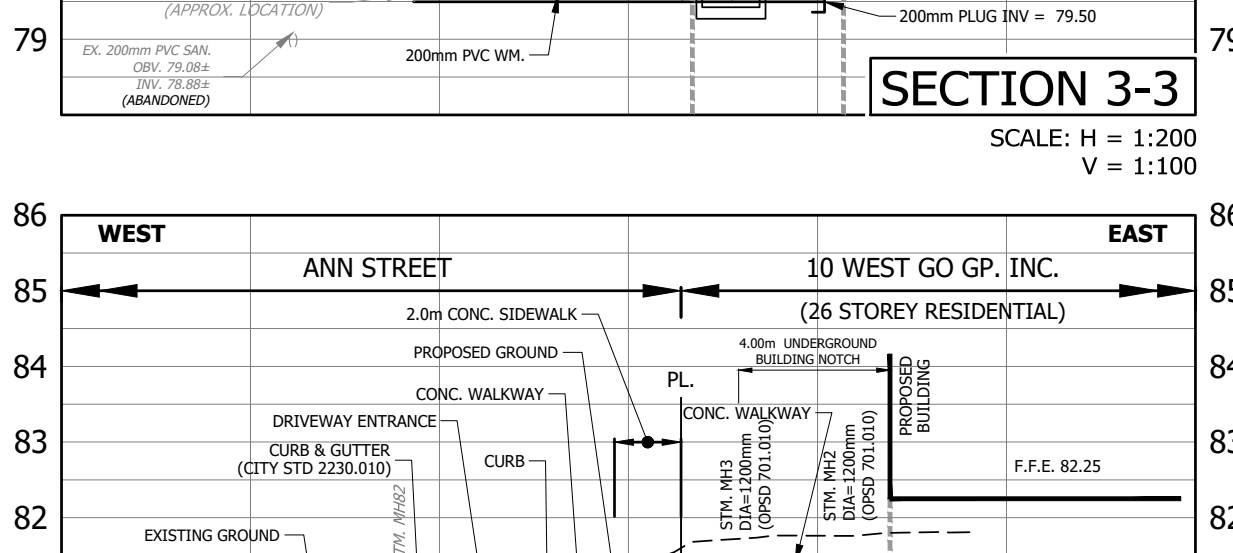 (APPROX. LOCATION)
79
EX. 200mm PVC SAN.
OBV. 79.08±
INV. 78.88±
(ABANDONED)
200mm PVC WM.
200mm PLUG INV = 79.50
79
SECTION 3-3
SCALE: H = 1:200
V = 1:100
86
WEST
EAST
86
ANN STREET
10 WEST GO GP. INC.
85
85
(26 STOREY RESIDENTIAL)
2.0m CONC. SIDEWALK
4.00m UNDERGROUND
BUILDING NOTCH
PROPOSED GROUND
84
84
PL.
PROPOSED
BUILDING
CONC. WALKWAY
CONC. WALKWAY
DRIVEWAY ENTRANCE
83
83
CURB & GUTTER
(CITY STD 2230.010)
CURB
STM. MH3
DIA=1200mm
(OPSD 701.010)
STM. MH2
DIA=1200mm
(OPSD 701.010)
F.F.E. 82.25
TM. MH82
82
82
EXISTING GROUND